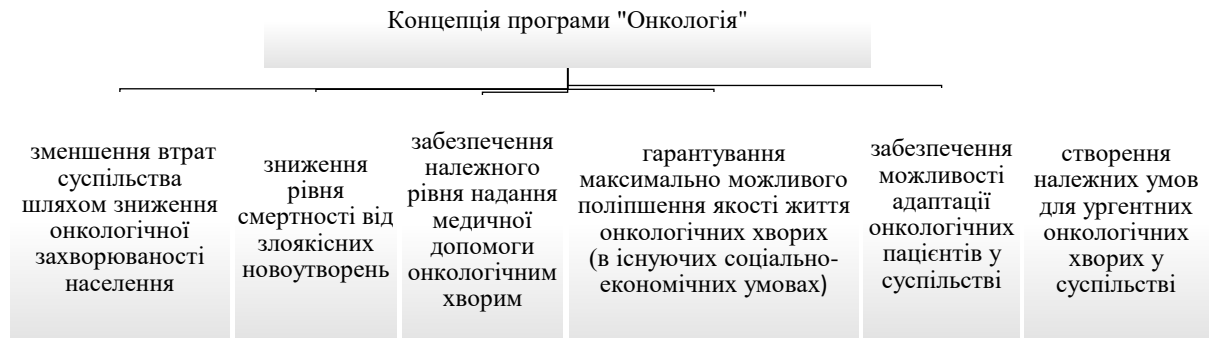 Концепція програми "Онкологія"
зменшення втрат
суспільства
шляхом зниження
онкологічної
захворюваності
населення
зниження
рівня
смертності від
злоякісних
новоутворень
забезпечення
належного
рівня надання
медичної
допомоги
онкологічним
хворим
гарантування
максимально можливого
поліпшення якості життя
онкологічних хворих
(в існуючих соціально-
економічних умовах)
забезпечення
можливості
адаптації
онкологічних
пацієнтів у
суспільстві
створення
належних умов
для ургентних
онкологічних
хворих у
суспільстві